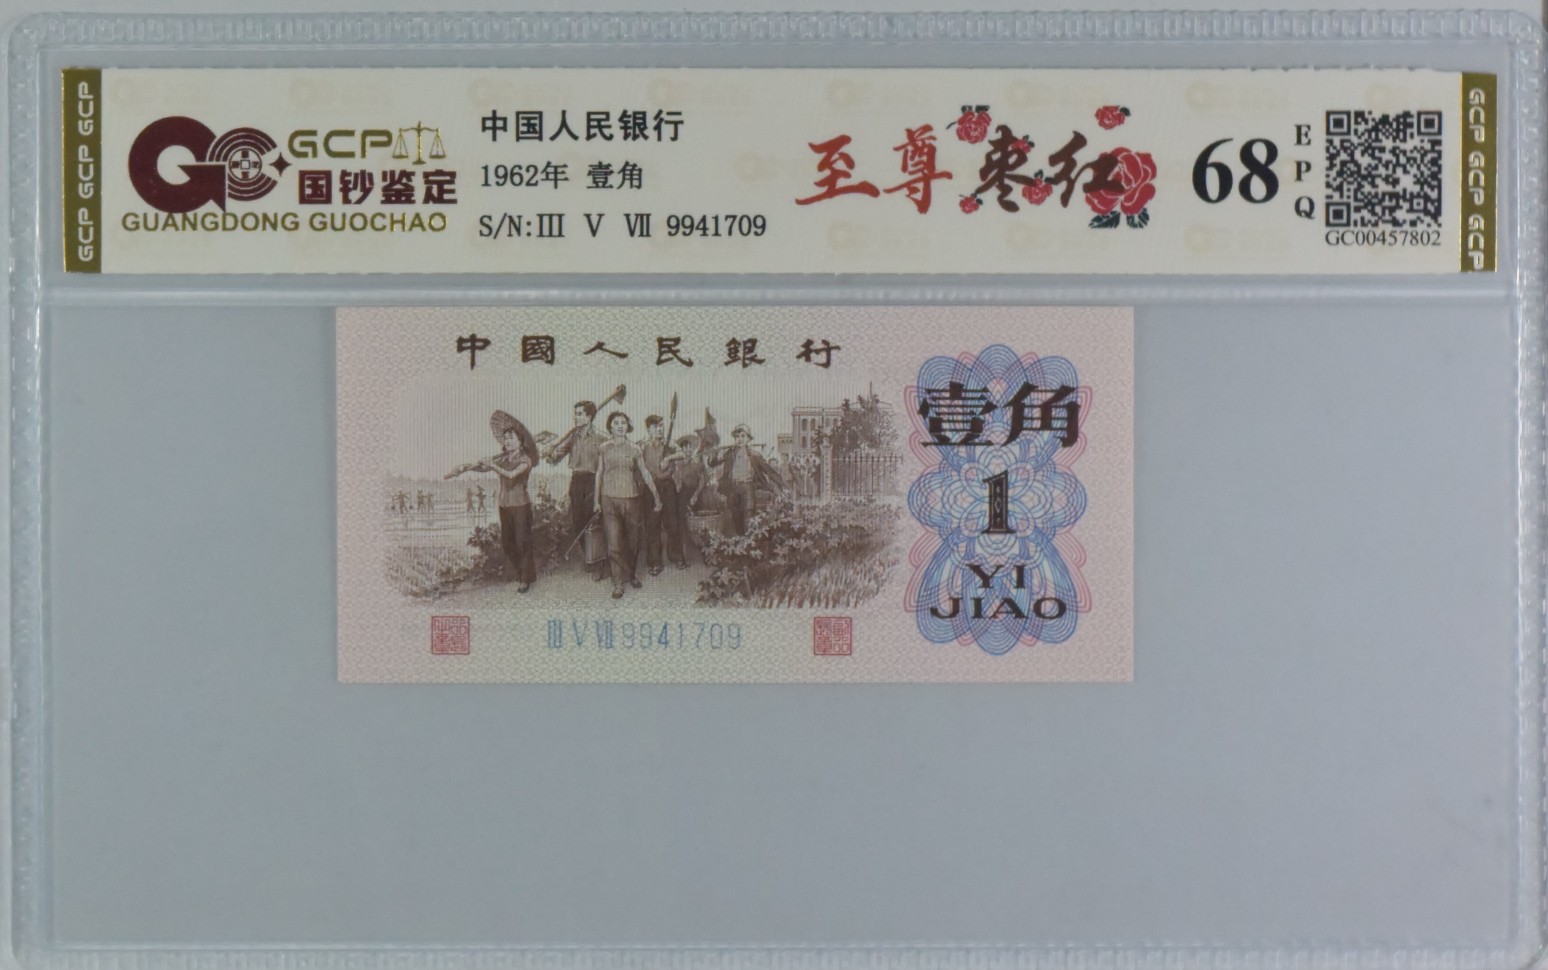 GCP GCP GCP
GCP
国钞鉴定
GUANGDONG GUOCHAO
中国人民银行
1962年 壹角
S/N:III V VII 9941709
至尊枣红
68
EPQ
GC00457802
GCP GCP GCP
中國人民銀行
壹角
1
YI
JIAO
III V VII 9941709